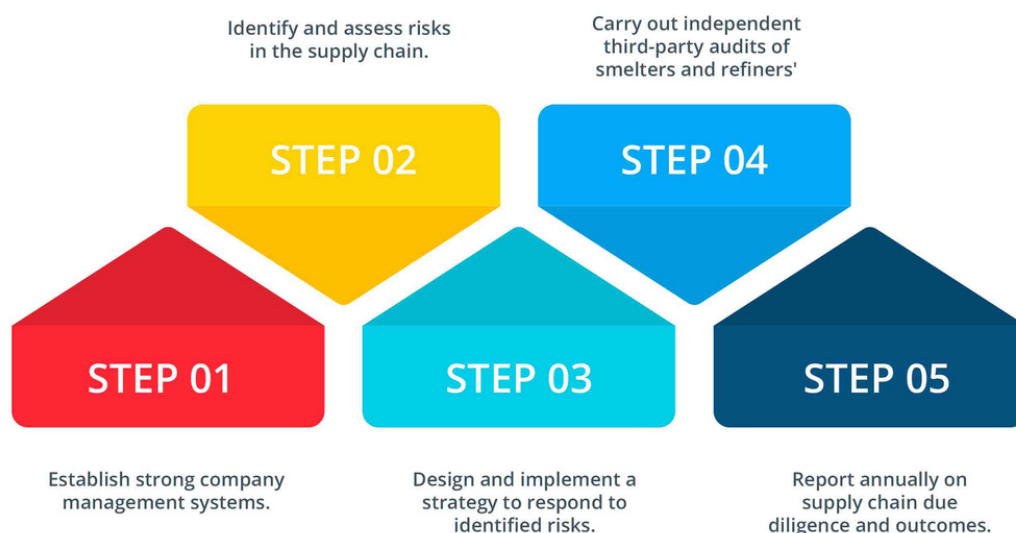 Identify and assess risks
in the supply chain.
Carry out independent
third-party audits of
smelters and refiners'
STEP 02
STEP 04
STEP 01
STEP 03
STEP 05
Establish strong company
management systems.
Design and implement a
strategy to respond to
identified risks.
Report annually on
supply chain due
diligence and outcomes.